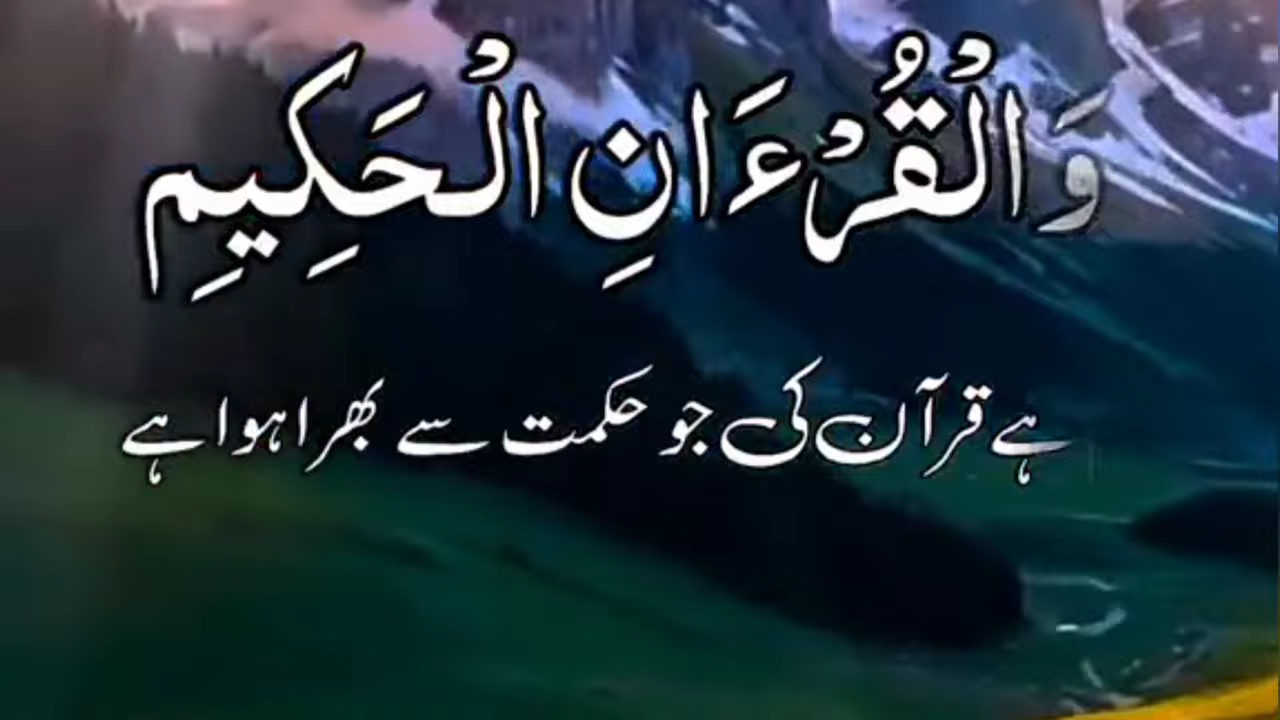 وَالْقُرْءَانِ الْحَكِيمِ
ہے قرآن کی جو حکمت سے بھرا ہوا ہے